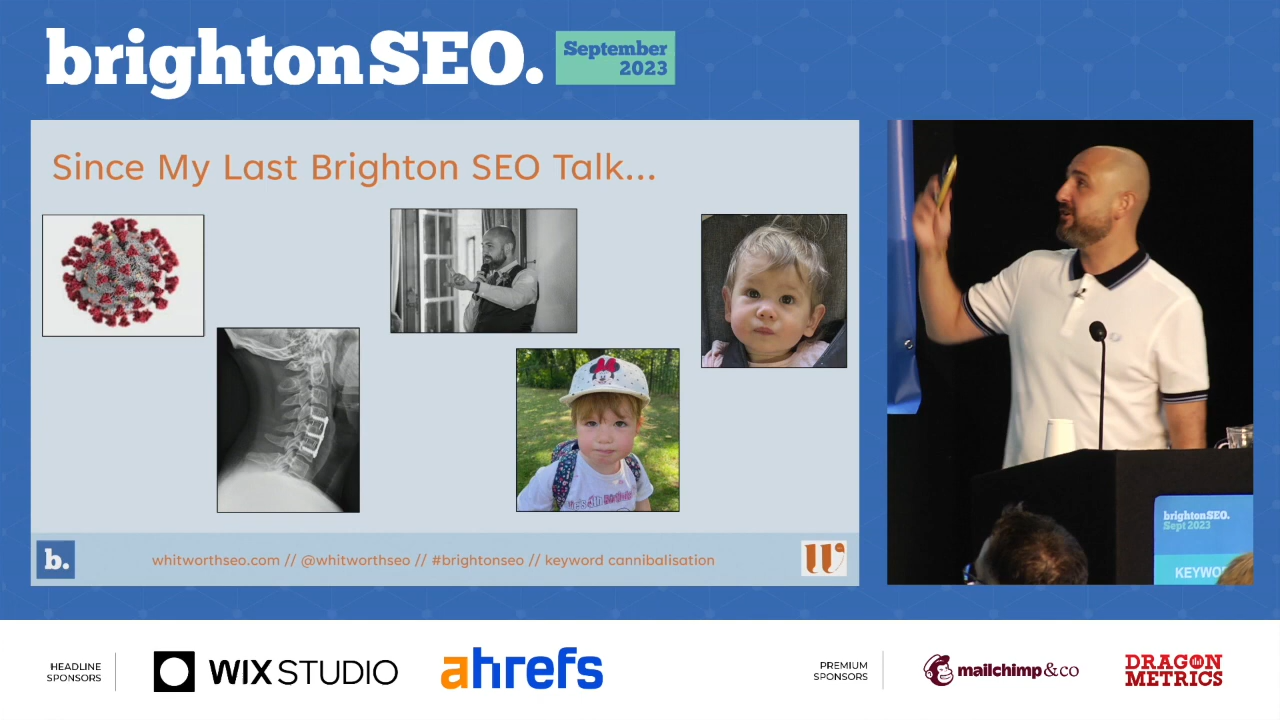 brightonSEO.
September
2023
Since My Last Brighton SEO Talk...
b.
whitworthseo.com // @whitworthseo // #brightonseo // keyword cannibalisation
brightonSEO.
Sept 2023
HEADLINE
SPONSORS
WIX STUDIO
ahrefs
PREMIUM
SPONSORS
mailchimp&co
DRAGON
METRICS